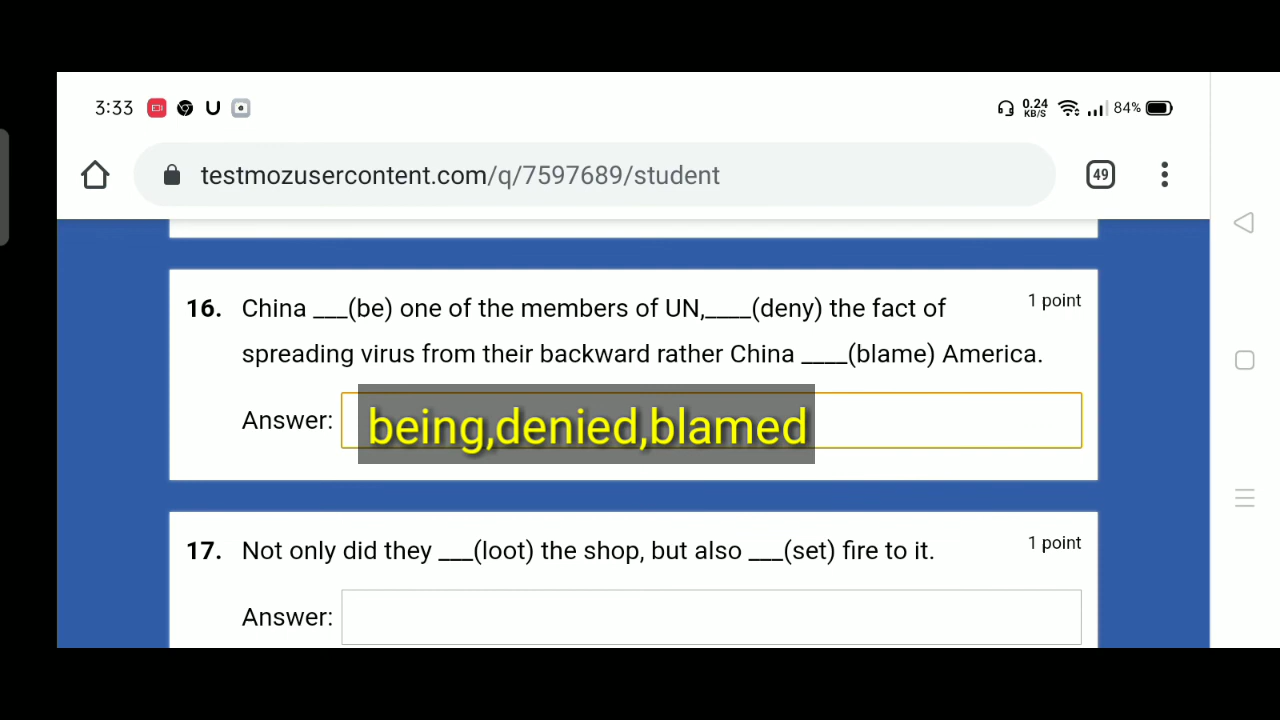 3:33 U 0.24 KB/S 84%
testmozusercontent.com/q/7597689/student 49
16. China ___(be) one of the members of UN,____(deny) the fact of 1 point
spreading virus from their backward rather China ____(blame) America.
Answer: being,denied,blamed
17. Not only did they ___(loot) the shop, but also ___(set) fire to it. 1 point
Answer: